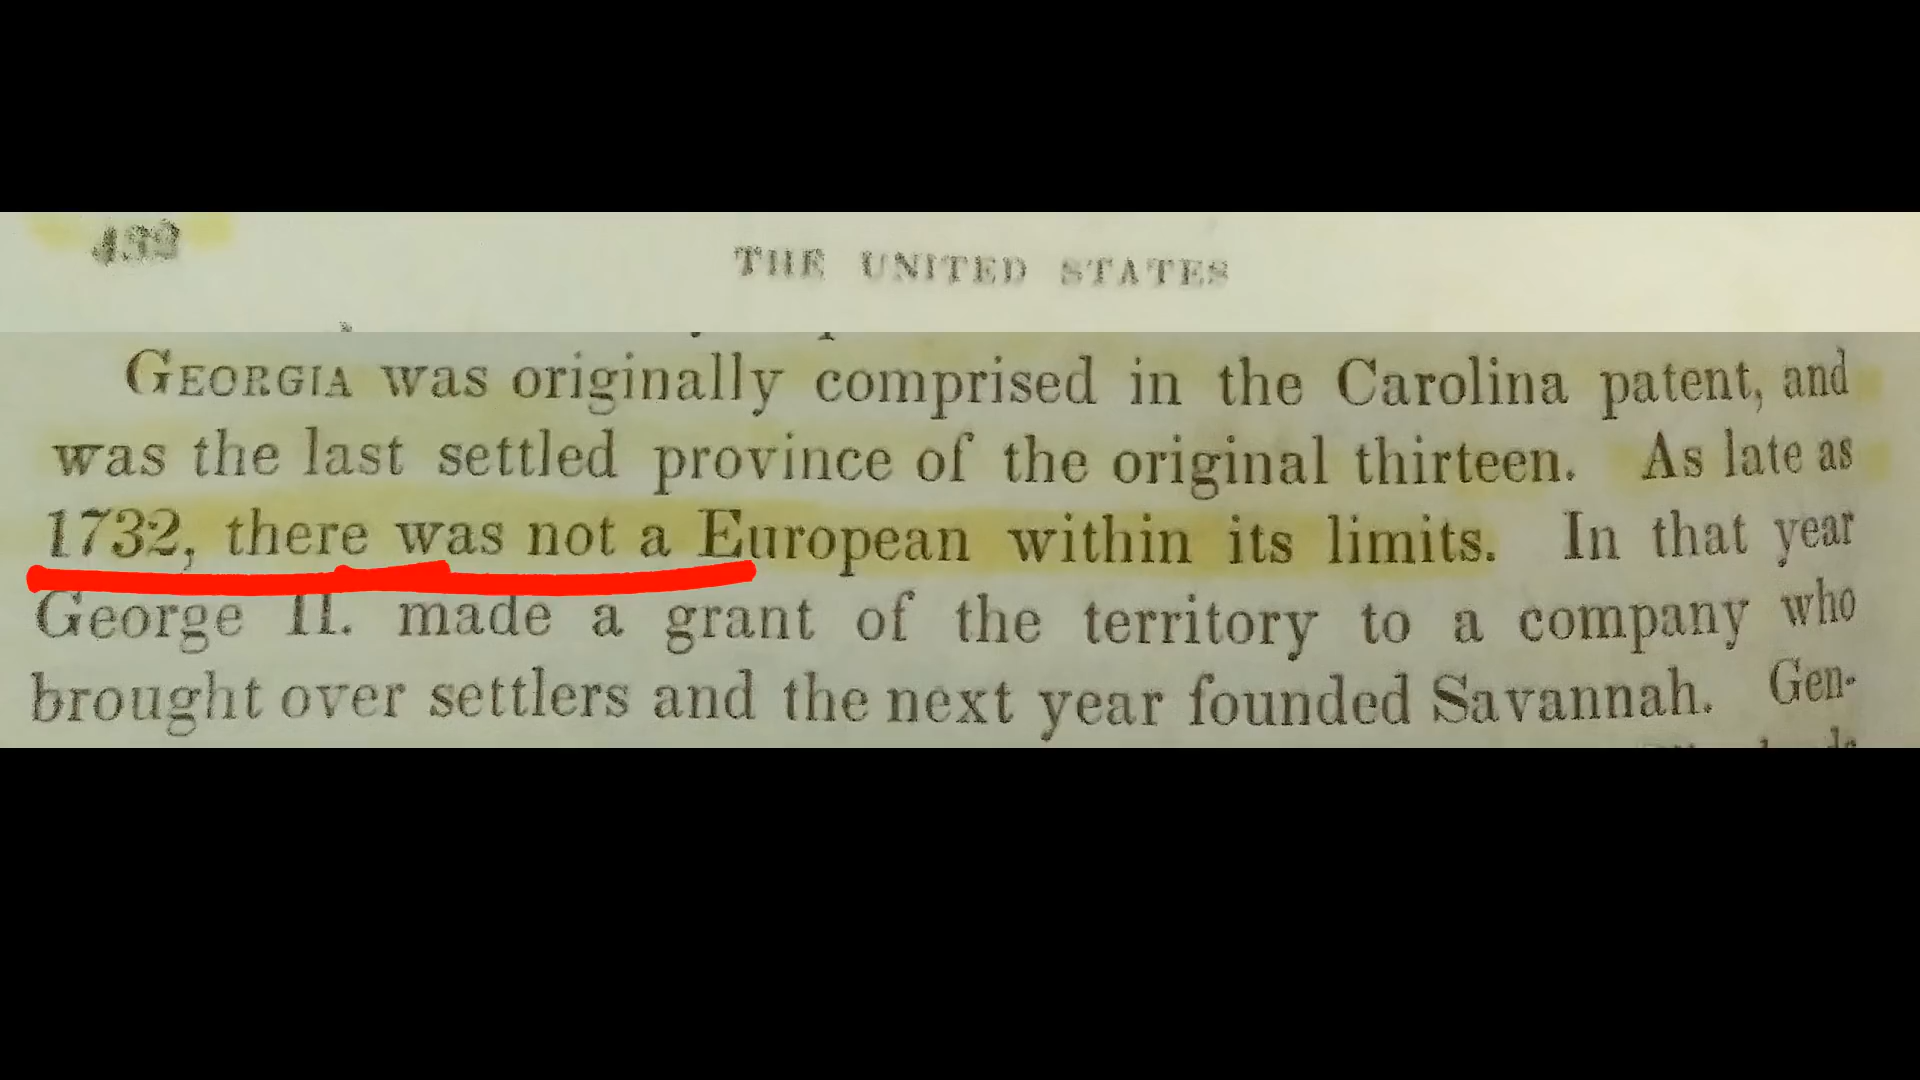 432
THE UNITED STATES
GEORGIA was originally comprised in the Carolina patent, and
was the last settled province of the original thirteen. As late as
1732, there was not a European within its limits. In that year
George II. made a grant of the territory to a company who
brought over settlers and the next year founded Savannah. Gen-